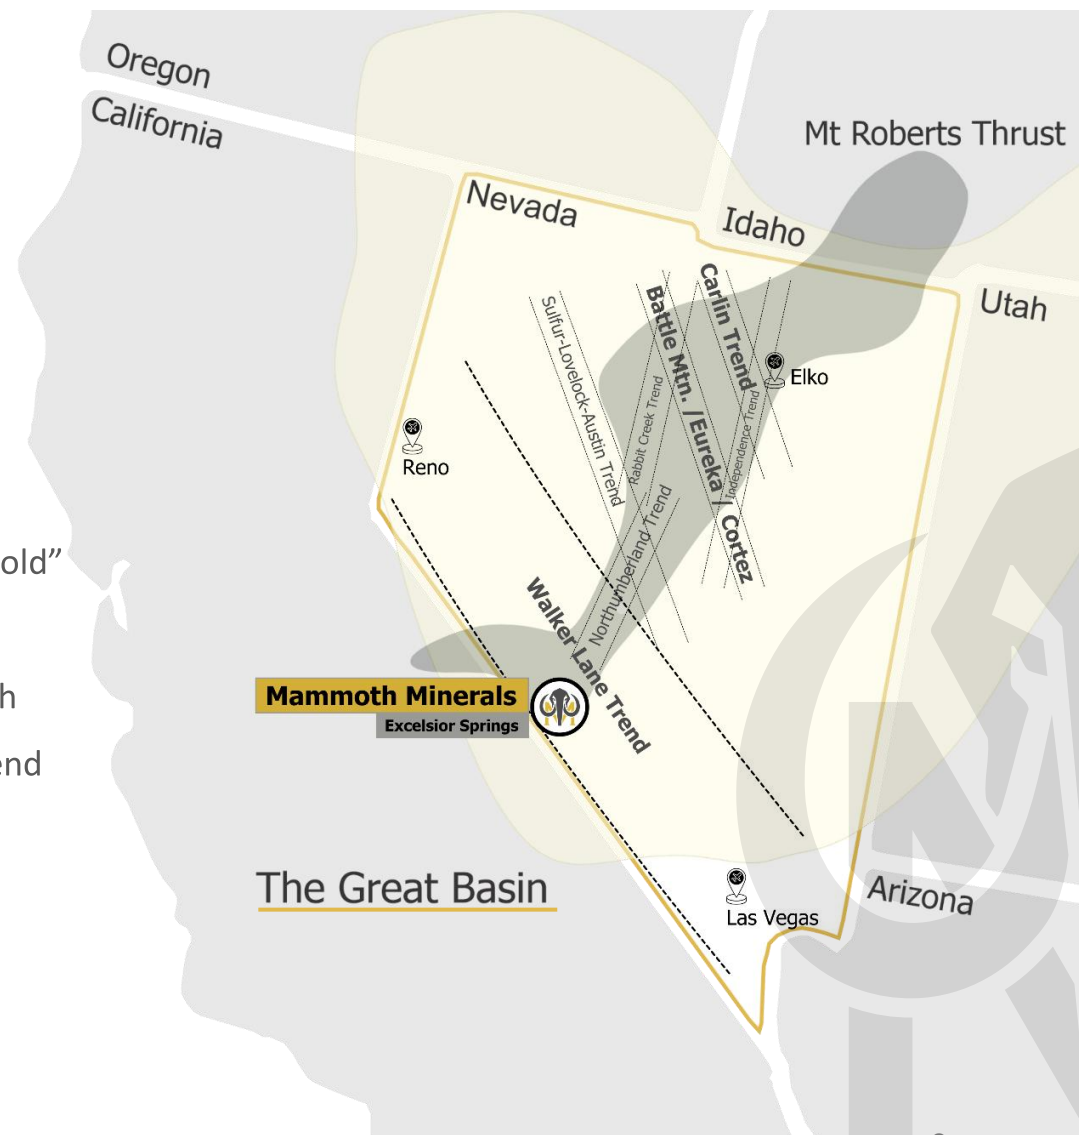 Oregon
California
Mt Roberts Thrust
Nevada
Idaho
Utah
Carlin Trend
Battle Mtn. /Eureka / Cortez
Sulfur-Lovelock-Austin Trend
Elko
Rabbit Creek Trend
Independence Trend
Reno
Northumberland Trend
old”
Walker Lane Trend
h
Mammoth Minerals
Excelsior Springs
end
The Great Basin
Arizona
Las Vegas